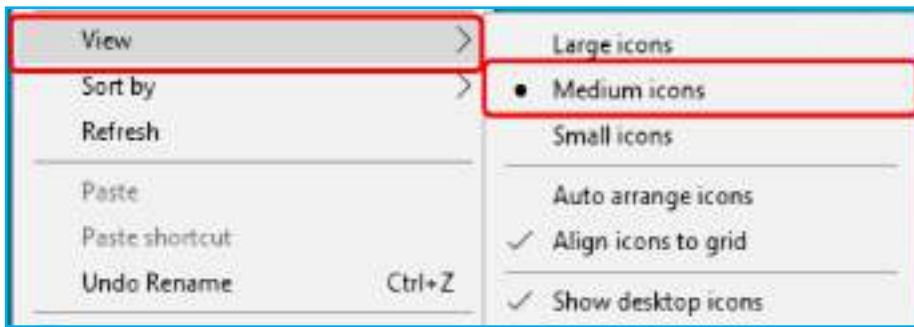 View
Sort by
Refresh
Paste
Paste shortcut
Undo Rename Ctrl+Z
Large icons
Medium icons
Small icons
Auto arrange icons
Align icons to grid
Show desktop icons